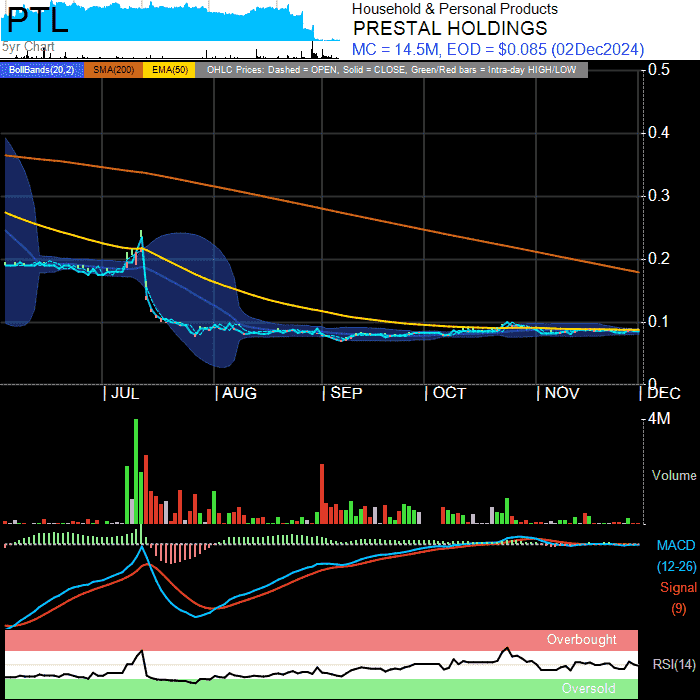 PTL
5yr Chart
Household & Personal Products
PRESTAL HOLDINGS
MC = 14.5M, EOD = $0.085 (02Dec2024)
BollBands(20,2) SMA(200) EMA(50) OHLC Prices: Dashed = OPEN, Solid = CLOSE, Green/Red bars = Intra-day HIGH/LOW
0.5
0.4
0.3
0.2
0.1
0
JUL AUG SEP OCT NOV DEC
4M
Volume
MACD
(12-26)
Signal
(9)
Overbought
RSI(14)
Oversold